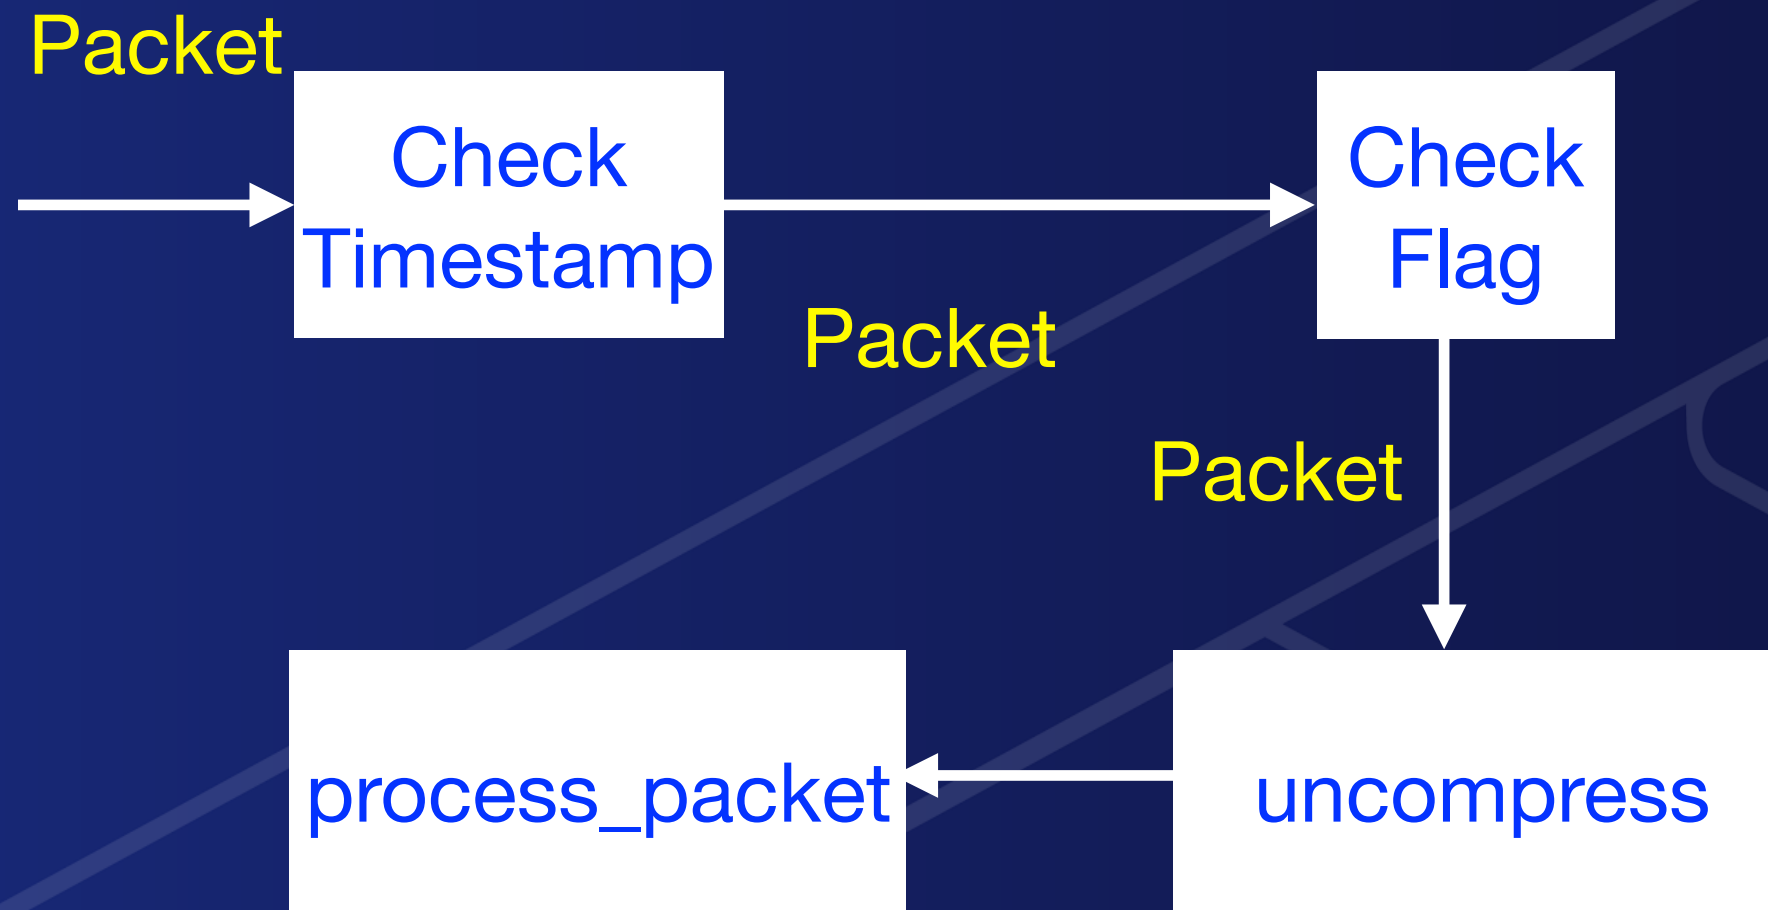 Packet
Check
Timestamp
Check
Flag
Packet
Packet
process_packet
uncompress